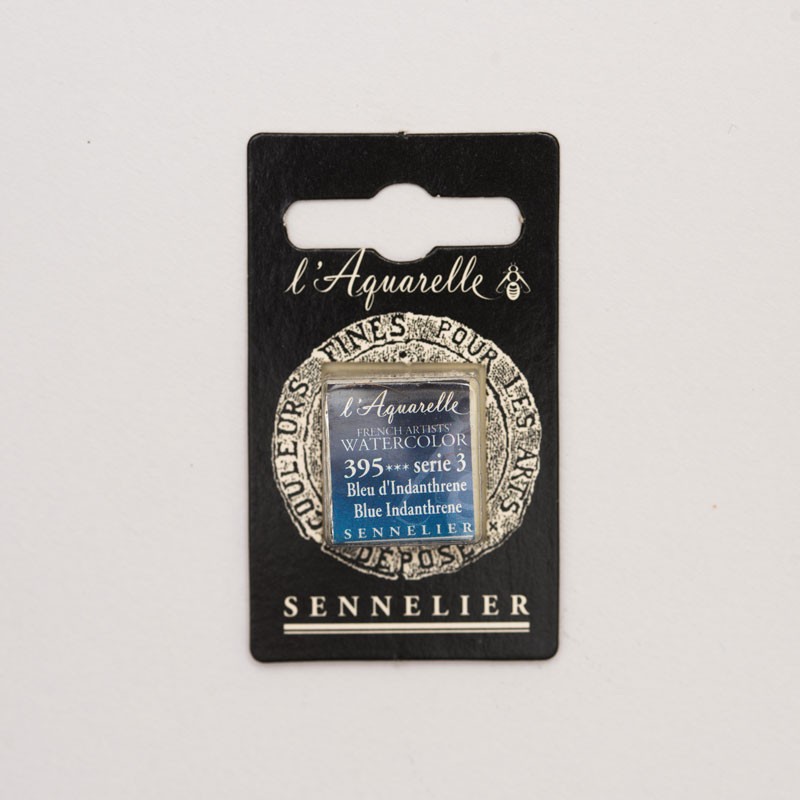 l'Aquarelle
COULEURS FINES POUR LES ARTS
DÉPOSÉ
l'Aquarelle
FRENCH ARTISTS'
WATERCOLOR
395*** serie 3
Bleu d'Indanthrene
Blue Indanthrene
SENNELIER
SENNELIER